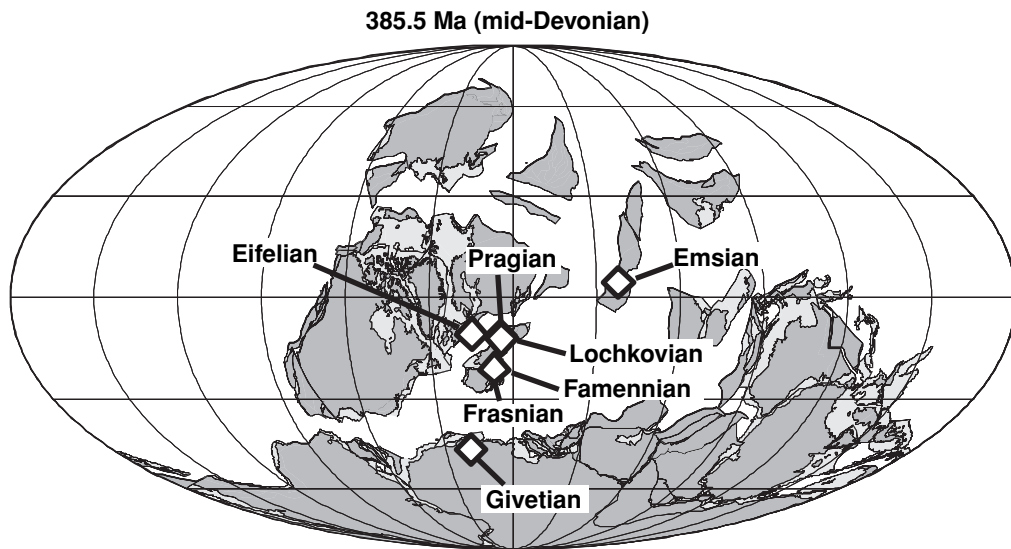 385.5 Ma (mid-Devonian)
Eifelian
Pragian
Emsian
Lochkovian
Famennian
Frasnian
Givetian